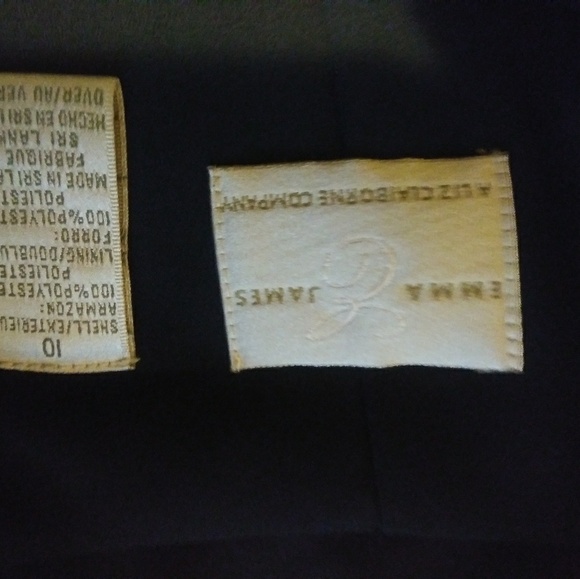 EMMA JAMES
A LIZ CLAIBORNE COMPANY
10
SHELL/EXTERIEU
ARMAZON:
100%POLYESTE
POLIESTE
LINING/DOUBLU
FORRO:
100%POLYEST
POLIEST
MADE IN SRI LA
FABRIQUE
SRI LANK
HECHO EN SRI L
OVER/AU VER